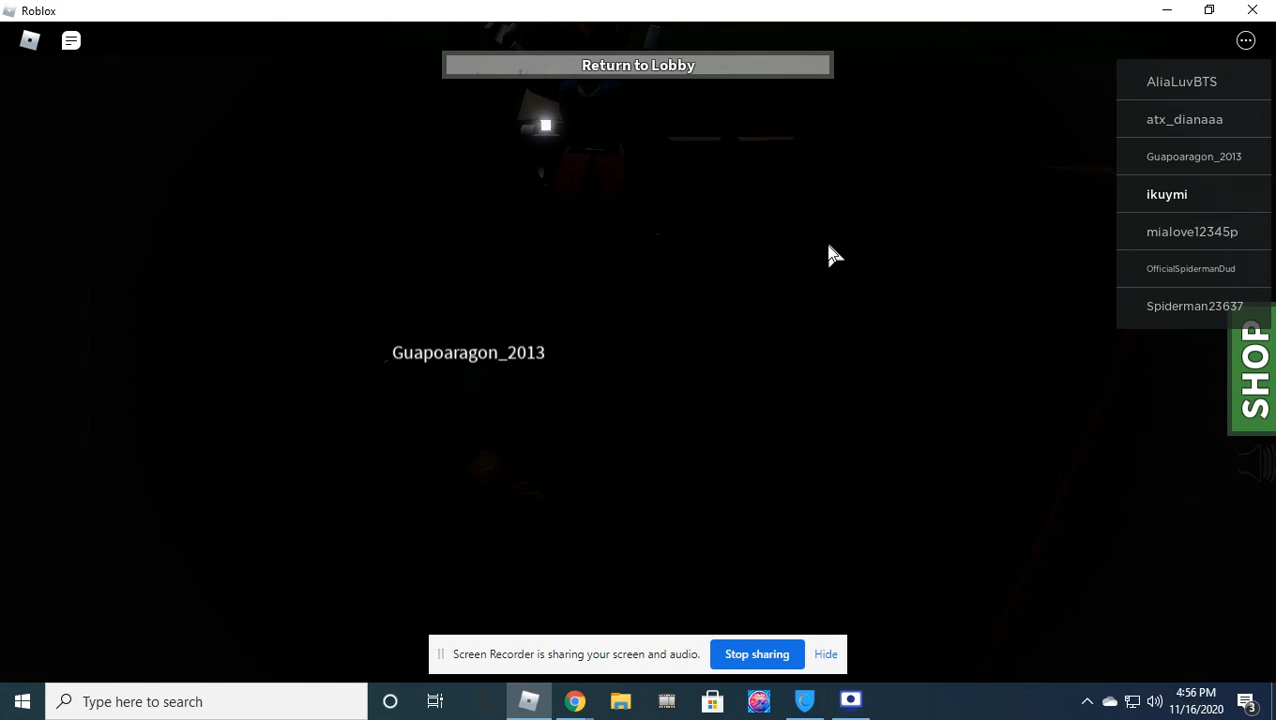 Roblox
Return to Lobby
AliaLuvBTS
atx_dianaaa
Guapoaragon_2013
ikuymi
mialove12345p
OfficialSpidermanDud
Spiderman23637
SHOP
Guapoaragon_2013
Screen Recorder is sharing your screen and audio.
Stop sharing
Hide
Type here to search
4:56 PM
11/16/2020
3